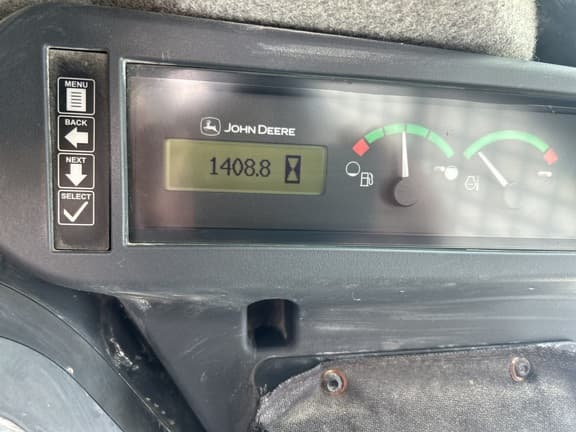 MENU
BACK
NEXT
SELECT
JOHN DEERE
1408.8